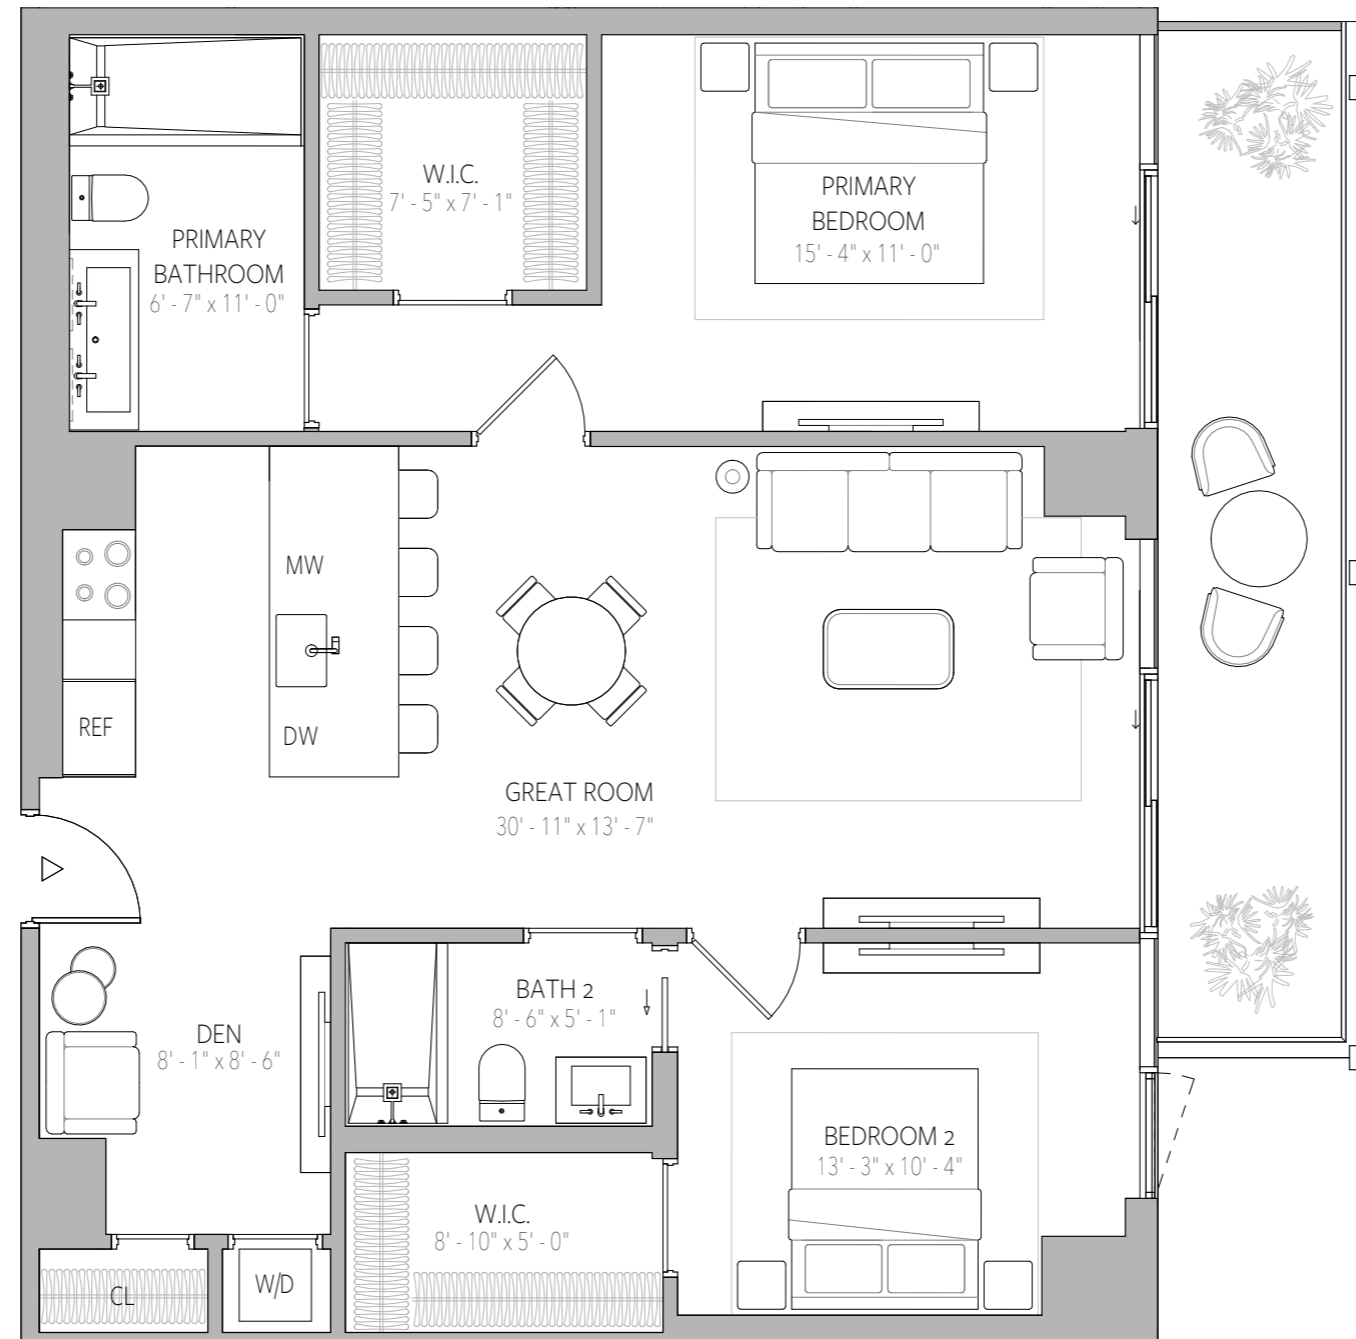 W.I.C.
7' - 5" x 7' - 1"
PRIMARY
BEDROOM
15' - 4" x 11' - 0"
PRIMARY
BATHROOM
6' - 7" x 11' - 0"
MW
REF
DW
GREAT ROOM
30' - 11" x 13' - 7"
BATH 2
8' - 6" x 5' - 1"
DEN
8' - 1" x 8' - 6"
BEDROOM 2
13' - 3" x 10' - 4"
W.I.C.
8' - 10" x 5' - 0"
CL
W/D